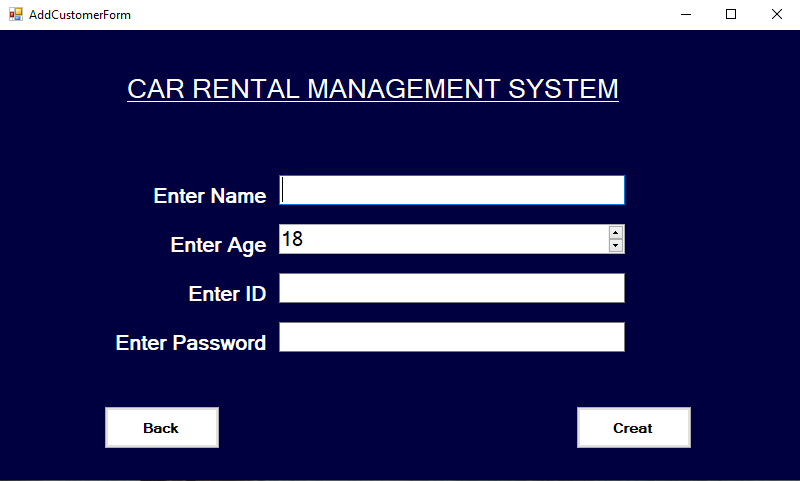 AddCustomerForm
CAR RENTAL MANAGEMENT SYSTEM
Enter Name
Enter Age 18
Enter ID
Enter Password
Back Creat